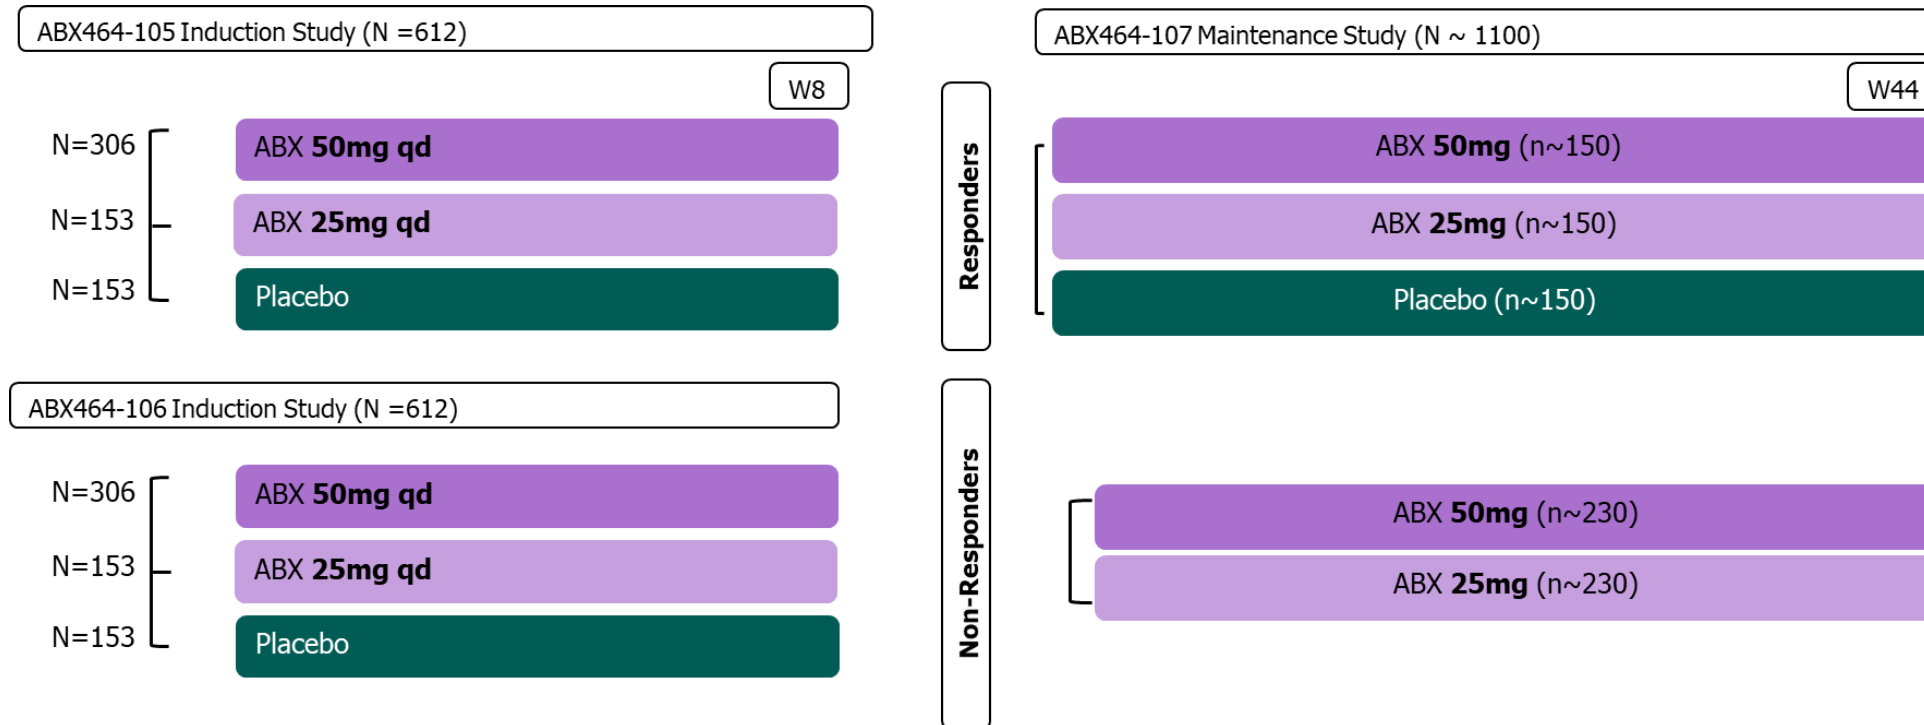 ABX464-105 Induction Study (N =612)
W8
N=306
ABX 50mg qd
N=153
ABX 25mg qd
N=153
Placebo
ABX464-106 Induction Study (N =612)
N=306
ABX 50mg qd
N=153
ABX 25mg qd
N=153
Placebo
Responders
Non-Responders
ABX464-107 Maintenance Study (N ~ 1100)
W44
ABX 50mg (n~150)
ABX 25mg (n~150)
Placebo (n~150)
ABX 50mg (n~230)
ABX 25mg (n~230)